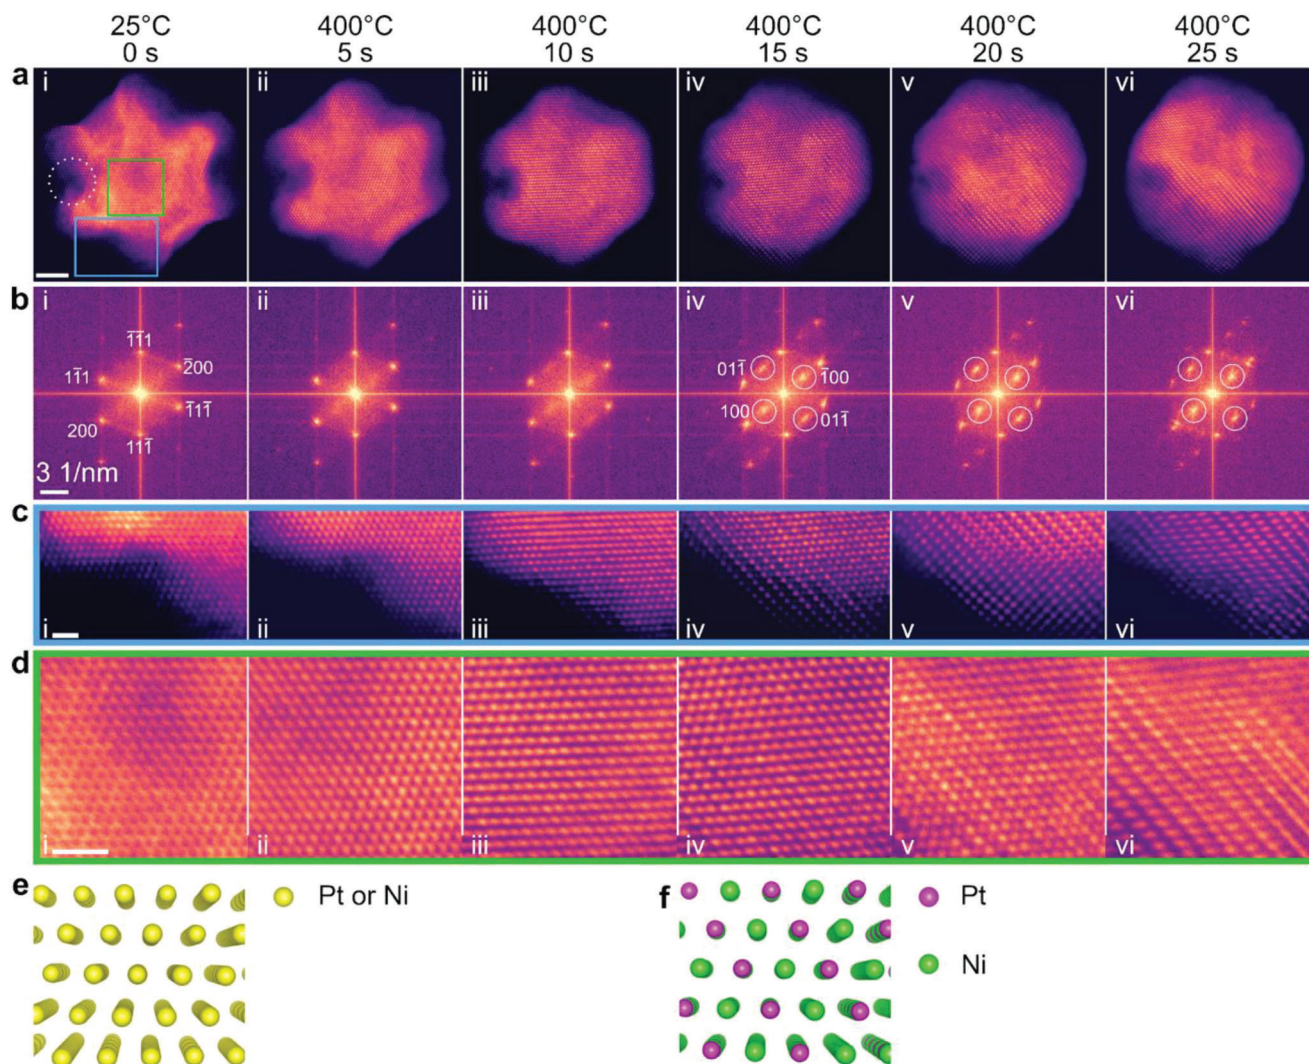 25°C 400°C 400°C 400°C 400°C 400°C
0 s 5 s 10 s 15 s 20 s 25 s
a i ii iii iv v vi
b i ii iii iv v vi
1̅1̅1
11̅1 2̅00 011̅ 1̅00
200 1̅11̅ 100 011̅
111̅
3 1/nm
c
i ii iii iv v vi
d
i ii iii iv v vi
e Pt or Ni f Pt
Ni